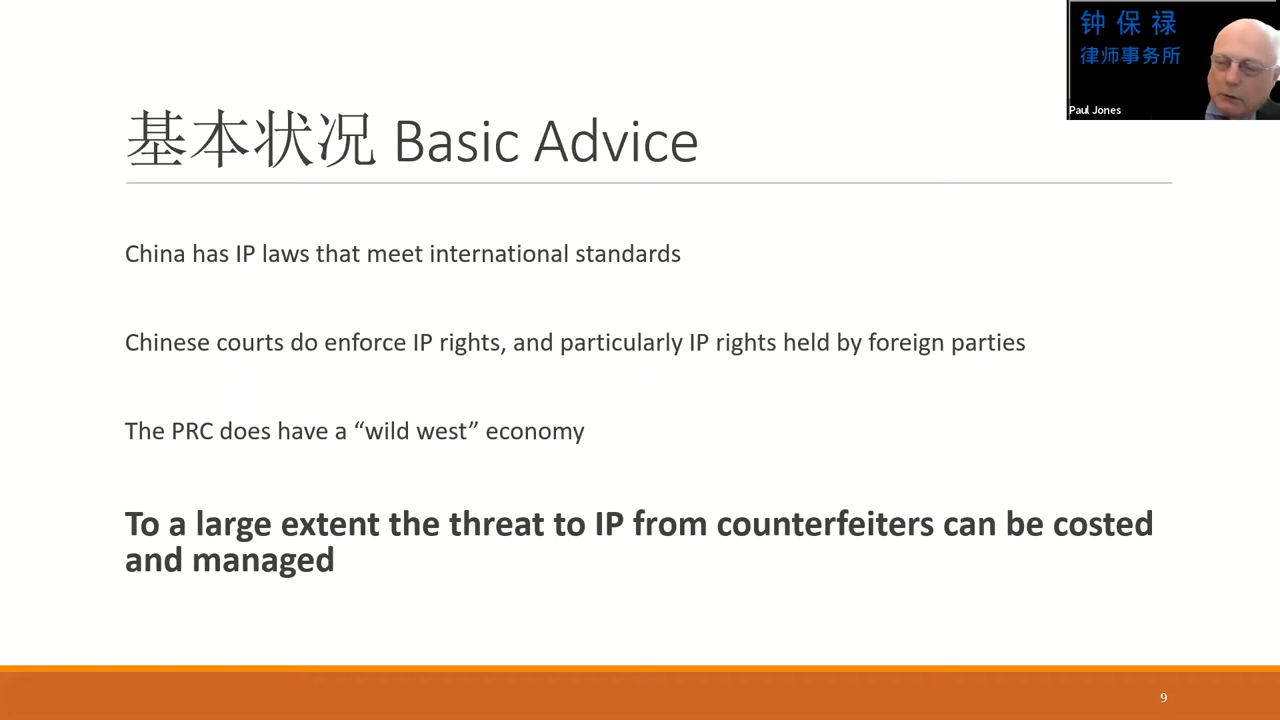 钟保禄
律师事务所
Paul Jones
基本状况 Basic Advice
China has IP laws that meet international standards
Chinese courts do enforce IP rights, and particularly IP rights held by foreign parties
The PRC does have a “wild west” economy
To a large extent the threat to IP from counterfeiters can be costed
and managed
9